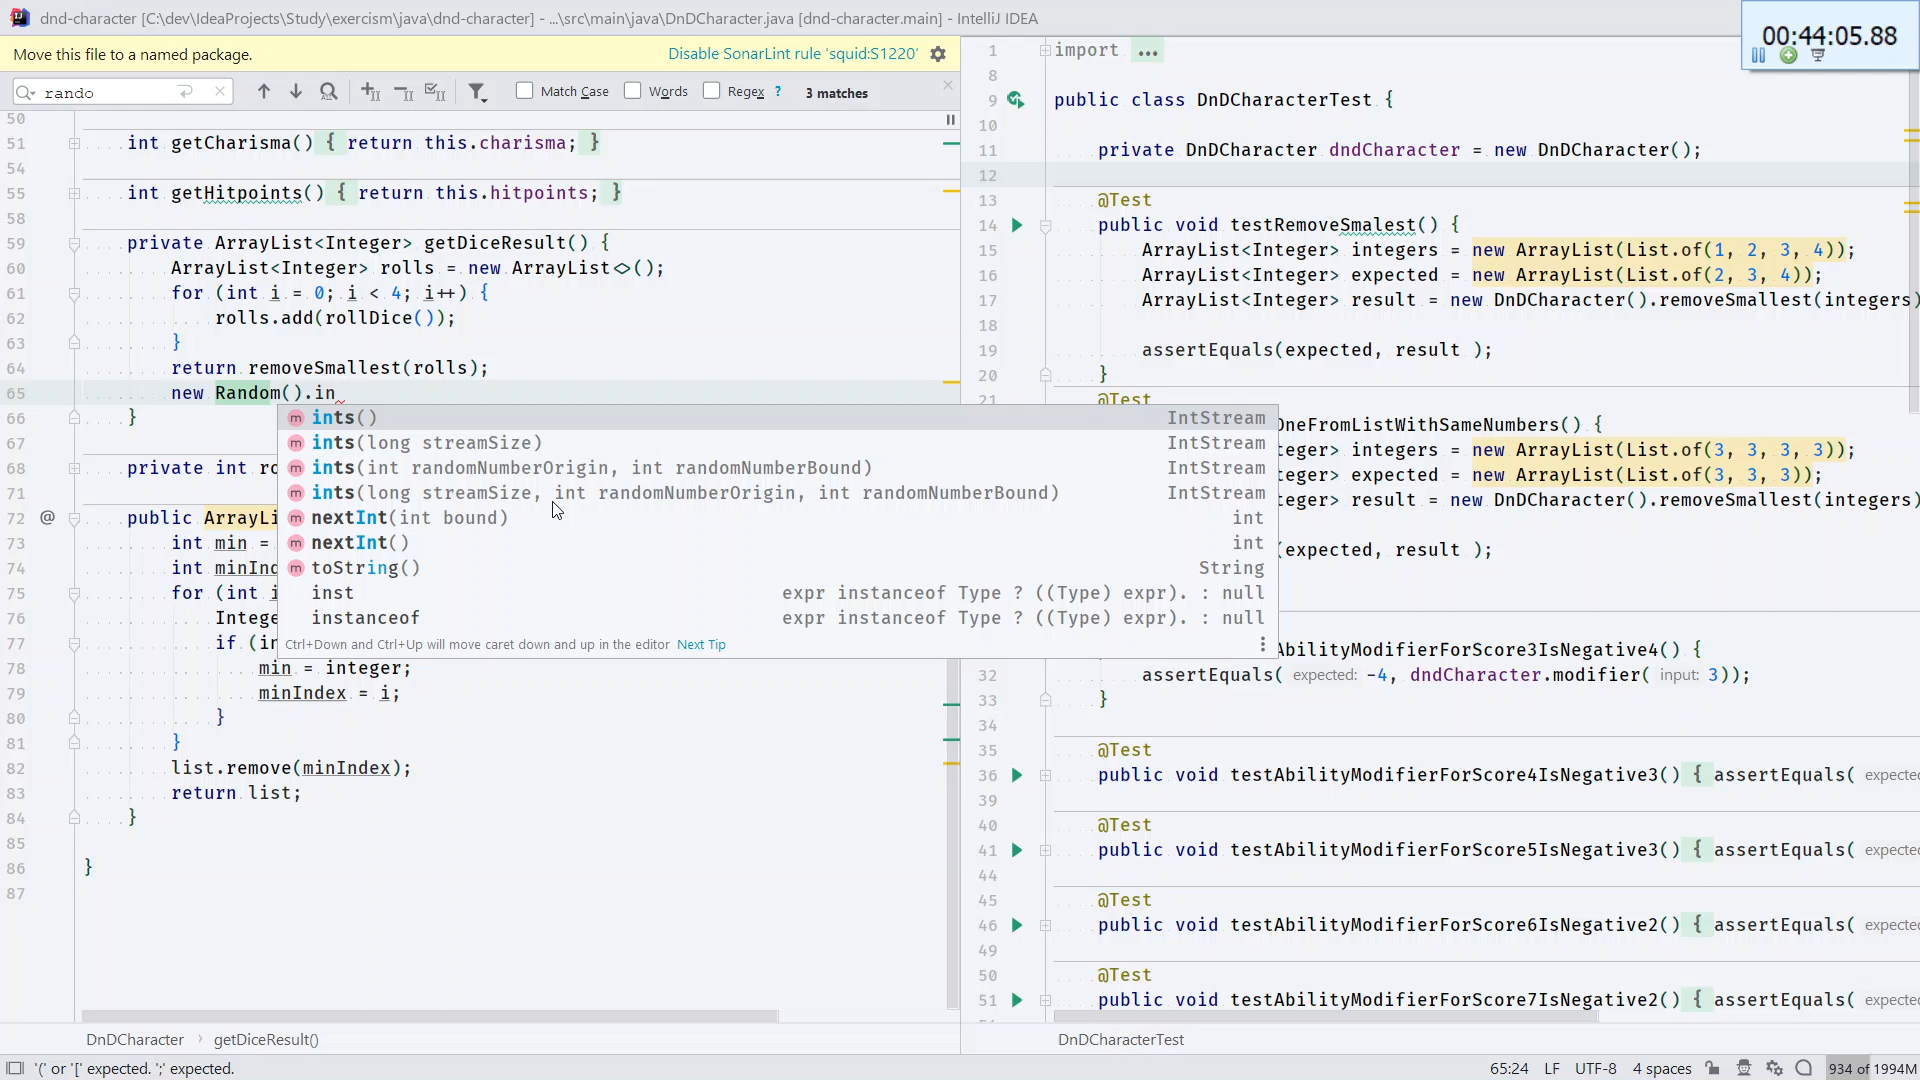 dnd-character [C:\dev\IdeaProjects\Study\exercism\java\dnd-character] - ...\src\main\java\DnDCharacter.java [dnd-character.main] - IntelliJ IDEA
00:44:05.88
Move this file to a named package.
Disable SonarLint rule 'squid:S1220'
rando
Match Case
Words
Regex ?
3 matches
50
51 int getCharisma() { return this.charisma; }
54
55 int getHitpoints() { return this.hitpoints; }
58
59 private ArrayList<Integer> getDiceResult() {
60 ArrayList<Integer> rolls = new ArrayList<>();
61 for (int i = 0; i < 4; i++) {
62 rolls.add(rollDice());
63 }
64 return removeSmallest(rolls);
65 new Random().in
66 }
67
68 private int ro
71
72 @ public ArrayLi
73 int min =
74 int minInd
75 for (int i
76 Intege
77 if (in
78 min = integer;
79 minIndex = i;
80 }
81 }
82 list.remove(minIndex);
83 return list;
84 }
85
86 }
87
m ints() IntStream
m ints(long streamSize) IntStream
m ints(int randomNumberOrigin, int randomNumberBound) IntStream
m ints(long streamSize, int randomNumberOrigin, int randomNumberBound) IntStream
m nextInt(int bound) int
m nextInt() int
m toString() String
inst expr instanceof Type ? ((Type) expr). : null
instanceof expr instanceof Type ? ((Type) expr). : null
Ctrl+Down and Ctrl+Up will move caret down and up in the editor Next Tip
1 import ...
8
9 public class DnDCharacterTest {
10
11 private DnDCharacter dndCharacter = new DnDCharacter();
12
13 @Test
14 public void testRemoveSmalest() {
15 ArrayList<Integer> integers = new ArrayList(List.of(1, 2, 3, 4));
16 ArrayList<Integer> expected = new ArrayList(List.of(2, 3, 4));
17 ArrayList<Integer> result = new DnDCharacter().removeSmallest(integers)
18
19 assertEquals(expected, result );
20 }
21 @Test
OneFromListWithSameNumbers() {
teger> integers = new ArrayList(List.of(3, 3, 3, 3));
teger> expected = new ArrayList(List.of(3, 3, 3));
teger> result = new DnDCharacter().removeSmallest(integers)
(expected, result );
AbilityModifierForScore3IsNegative4() {
32 assertEquals( expected: -4, dndCharacter.modifier( input: 3));
33 }
34
35 @Test
36 public void testAbilityModifierForScore4IsNegative3() { assertEquals( expected
39
40 @Test
41 public void testAbilityModifierForScore5IsNegative3() { assertEquals( expected
44
45 @Test
46 public void testAbilityModifierForScore6IsNegative2() { assertEquals( expected
49
50 @Test
51 public void testAbilityModifierForScore7IsNegative2() { assertEquals( expected
DnDCharacter › getDiceResult()
DnDCharacterTest
'(' or '[' expected. ';' expected.
65:24 LF UTF-8 4 spaces
934 of 1994M